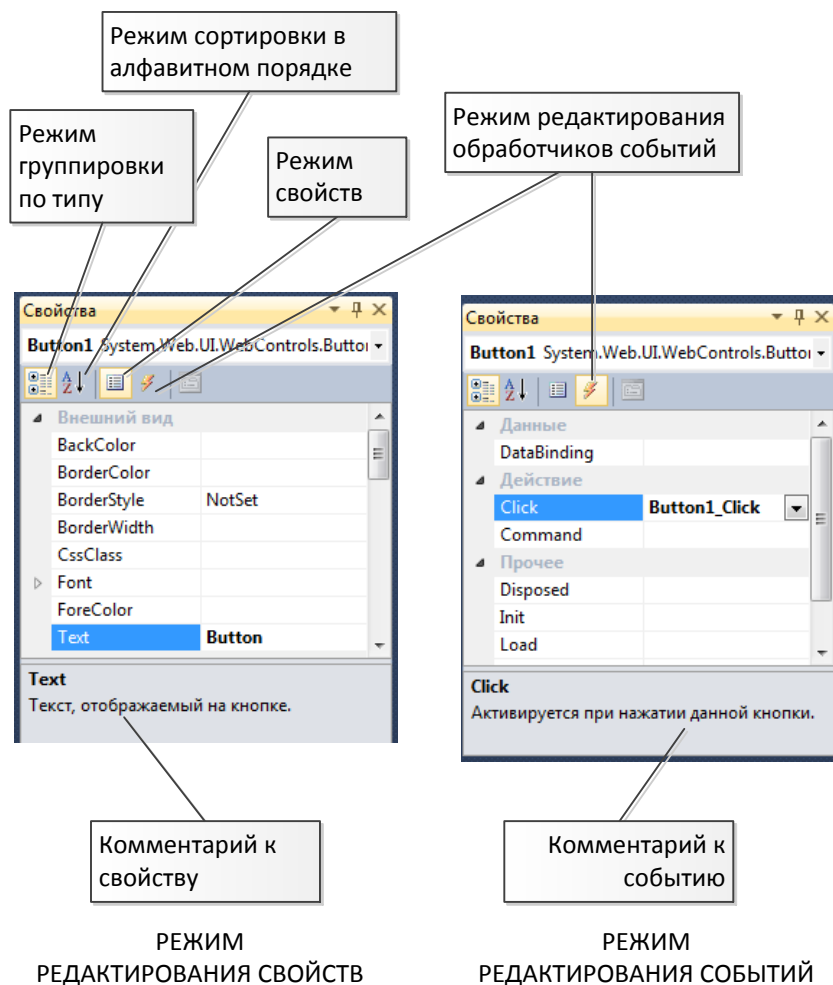 Режим сортировки в
алфавитном порядке
Режим
группировки
по типу
Режим
свойств
Режим редактирования
обработчиков событий
Свойства
Button1 System.Web.UI.WebControls.Button
Внешний вид
BackColor
BorderColor
BorderStyle NotSet
BorderWidth
CssClass
Font
ForeColor
Text Button
Text
Текст, отображаемый на кнопке.
Свойства
Button1 System.Web.UI.WebControls.Button
Данные
DataBinding
Действие
Click Button1_Click
Command
Прочее
Disposed
Init
Load
Click
Активируется при нажатии данной кнопки.
Комментарий к
свойству
Комментарий к
событию
РЕЖИМ
РЕДАКТИРОВАНИЯ СВОЙСТВ
РЕЖИМ
РЕДАКТИРОВАНИЯ СОБЫТИЙ